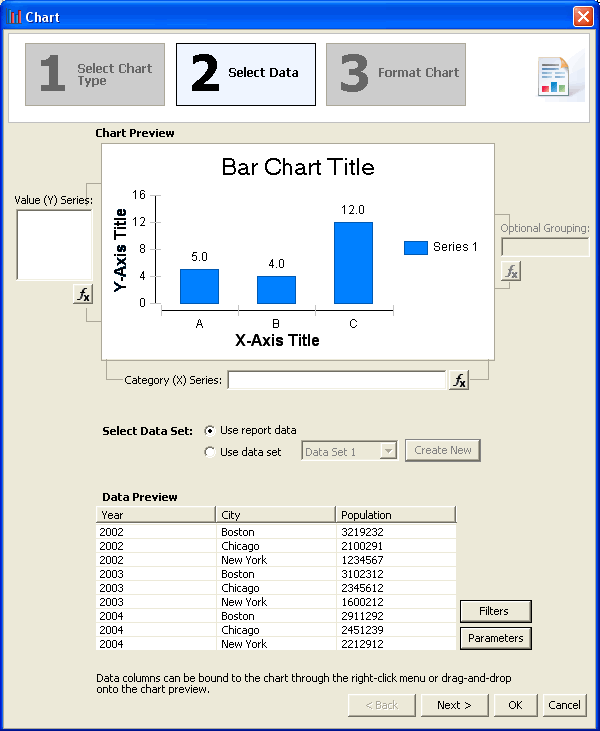 Chart
1 Select Chart Type
2 Select Data
3 Format Chart
Chart Preview
Value (Y) Series:
Bar Chart Title
Y-Axis Title
16
12
8
4
0
5.0
4.0
12.0
A
B
C
X-Axis Title
Series 1
Optional Grouping:
fx
fx
Category (X) Series:
fx
Select Data Set:
Use report data
Use data set
Data Set 1
Create New
Data Preview
Year City Population
2002 Boston 3219232
2002 Chicago 2100291
2002 New York 1234567
2003 Boston 3102312
2003 Chicago 2345612
2003 New York 1600212
2004 Boston 2911292
2004 Chicago 2451239
2004 New York 2212912
Filters
Parameters
Data columns can be bound to the chart through the right-click menu or drag-and-drop
onto the chart preview.
< Back
Next >
OK
Cancel